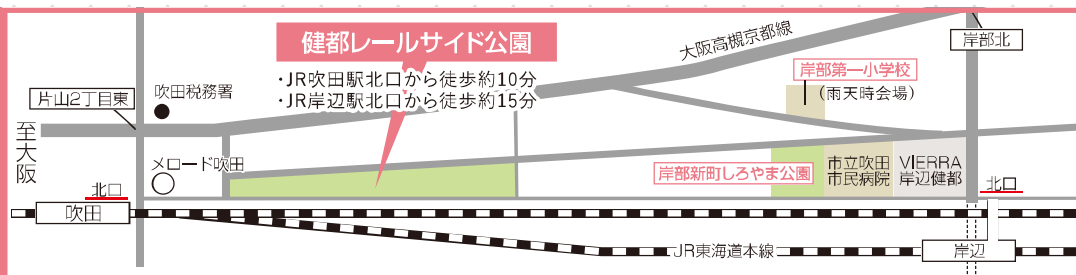 健都レールサイド公園
・JR吹田駅北口から徒歩約10分
・JR岸辺駅北口から徒歩約15分
大阪高槻京都線
岸部北
岸部第一小学校
（雨天時会場）
片山2丁目東
吹田税務署
至大阪
メロード吹田
岸部新町しろやま公園
市立吹田
市民病院
VIERRA
岸辺健都
北口
北口
吹田
JR東海道本線
岸辺